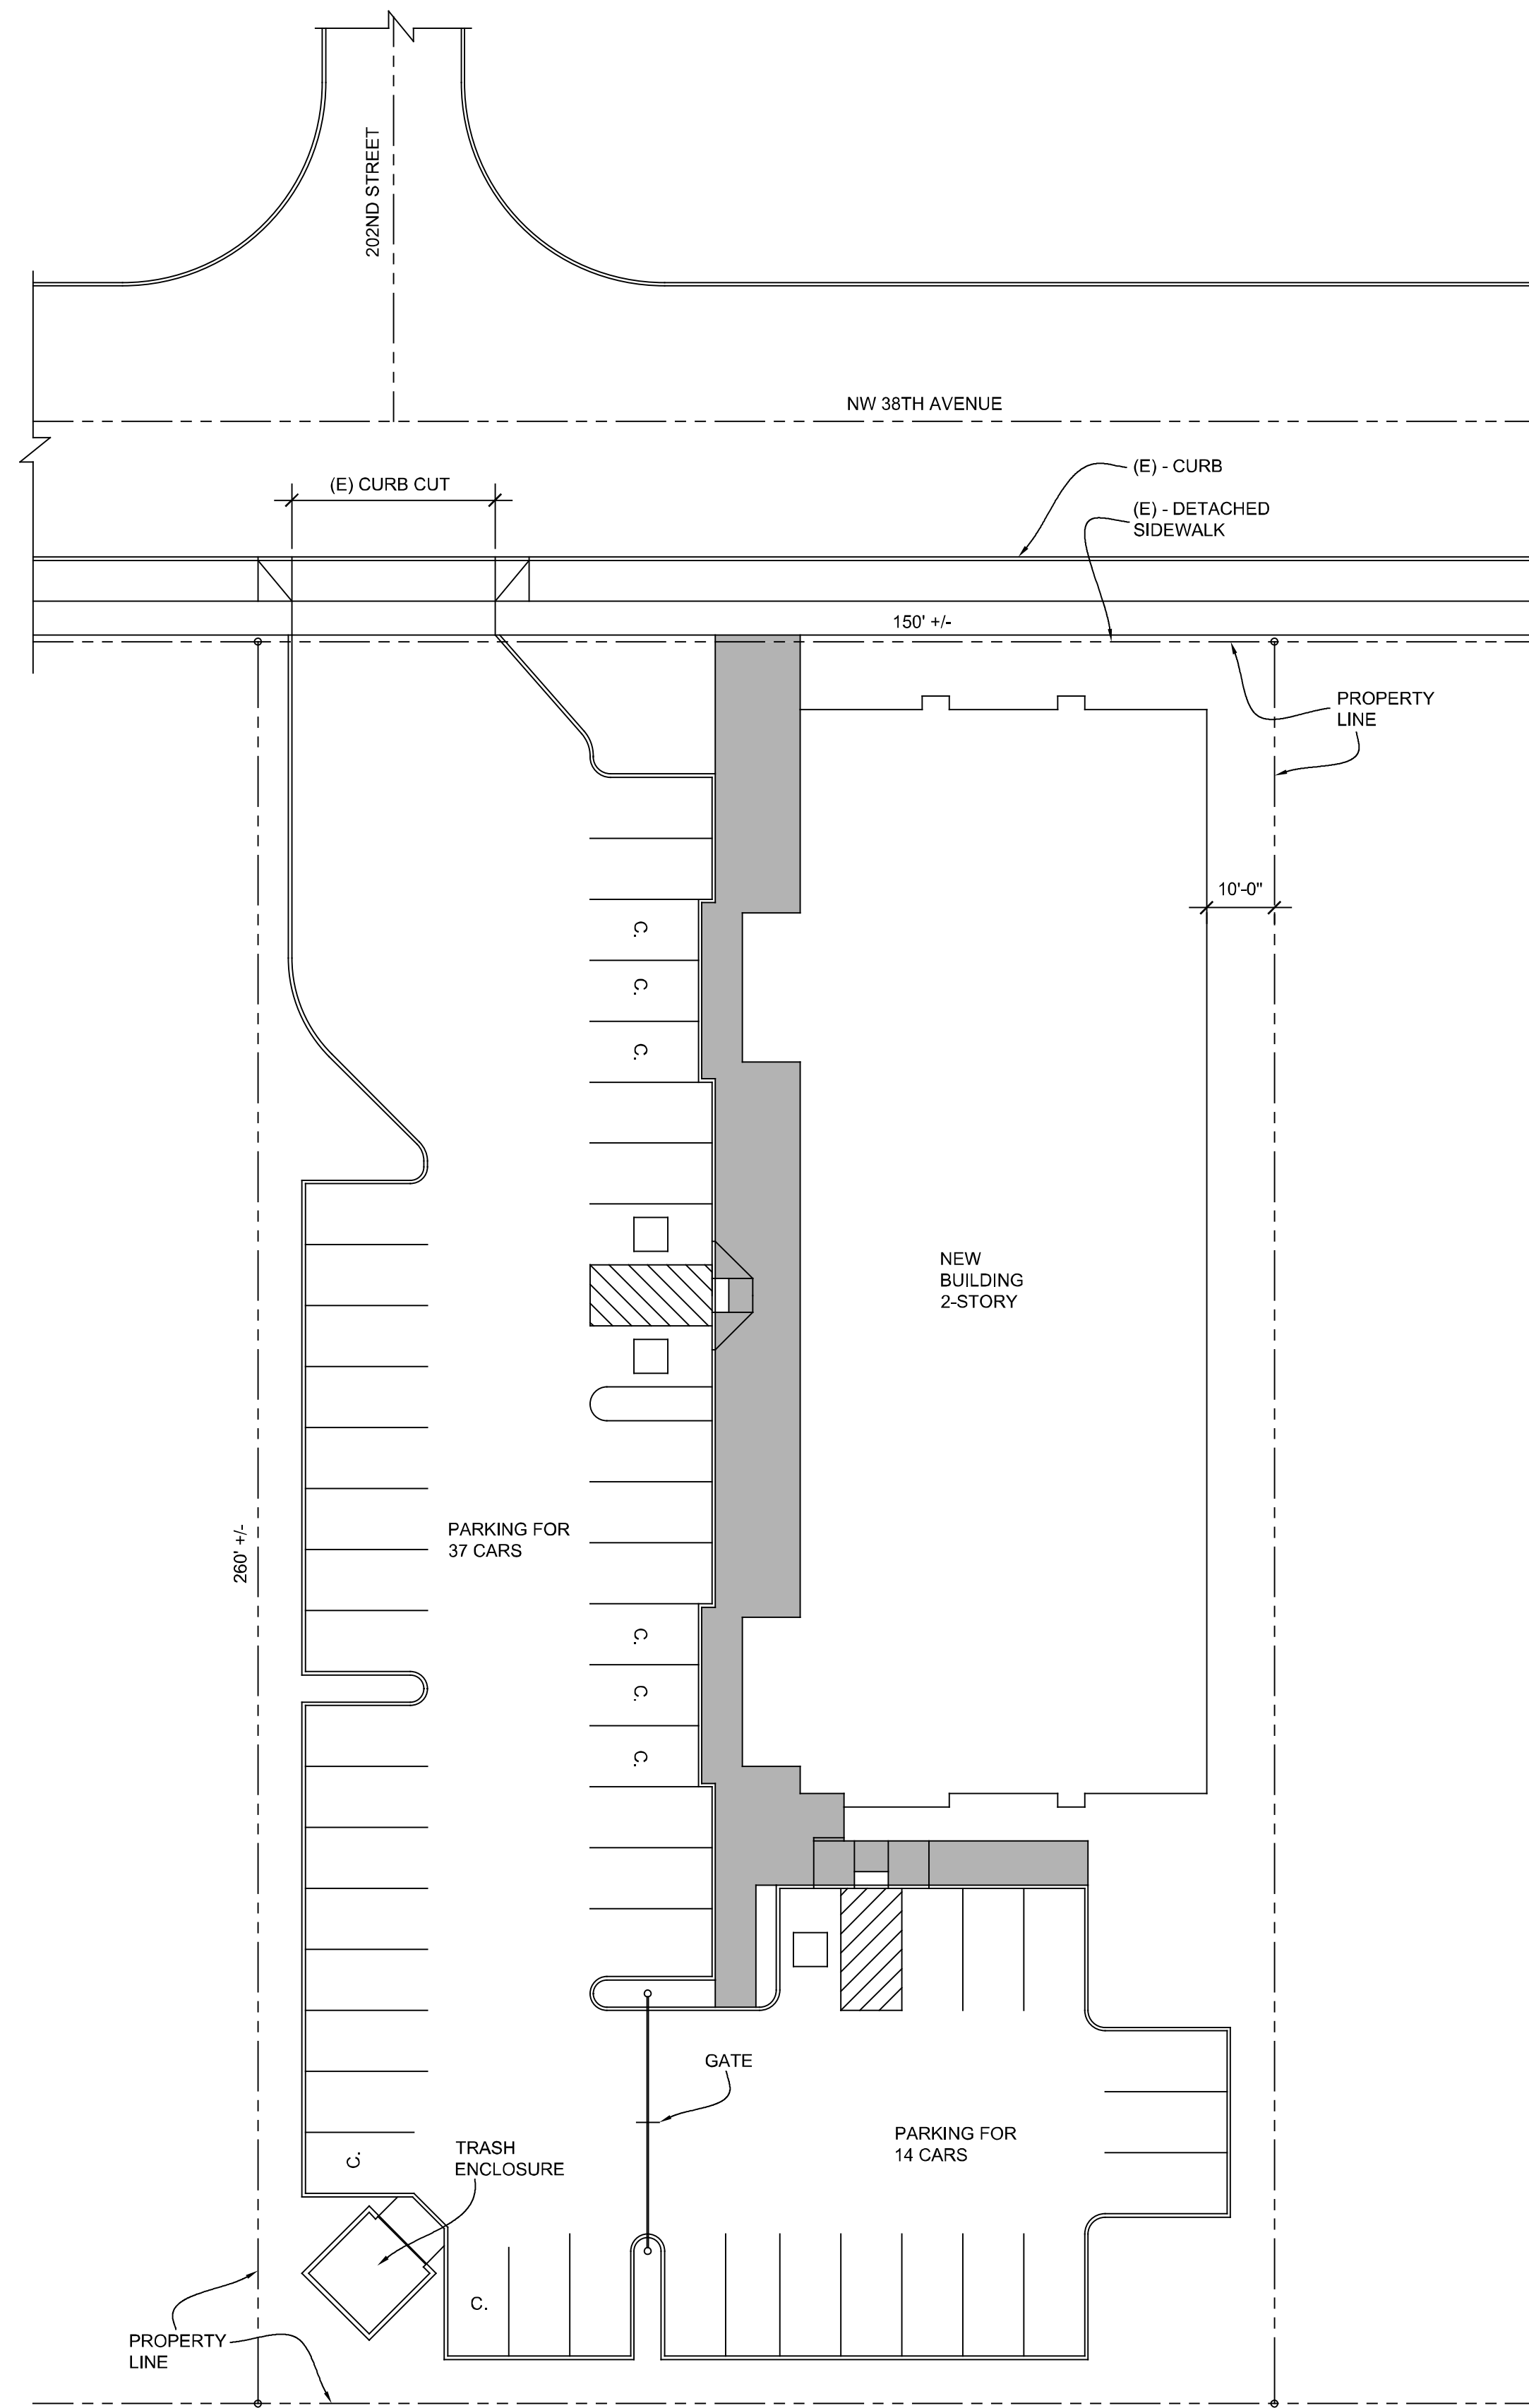 202ND STREET
NW 38TH AVENUE
(E) CURB CUT
(E) - CURB
(E) - DETACHED
SIDEWALK
150' +/-
PROPERTY
LINE
10'-0"
C.
C.
C.
NEW
BUILDING
2-STORY
PARKING FOR
37 CARS
260' +/-
C.
C.
C.
GATE
PARKING FOR
14 CARS
TRASH
ENCLOSURE
C.
C.
PROPERTY
LINE